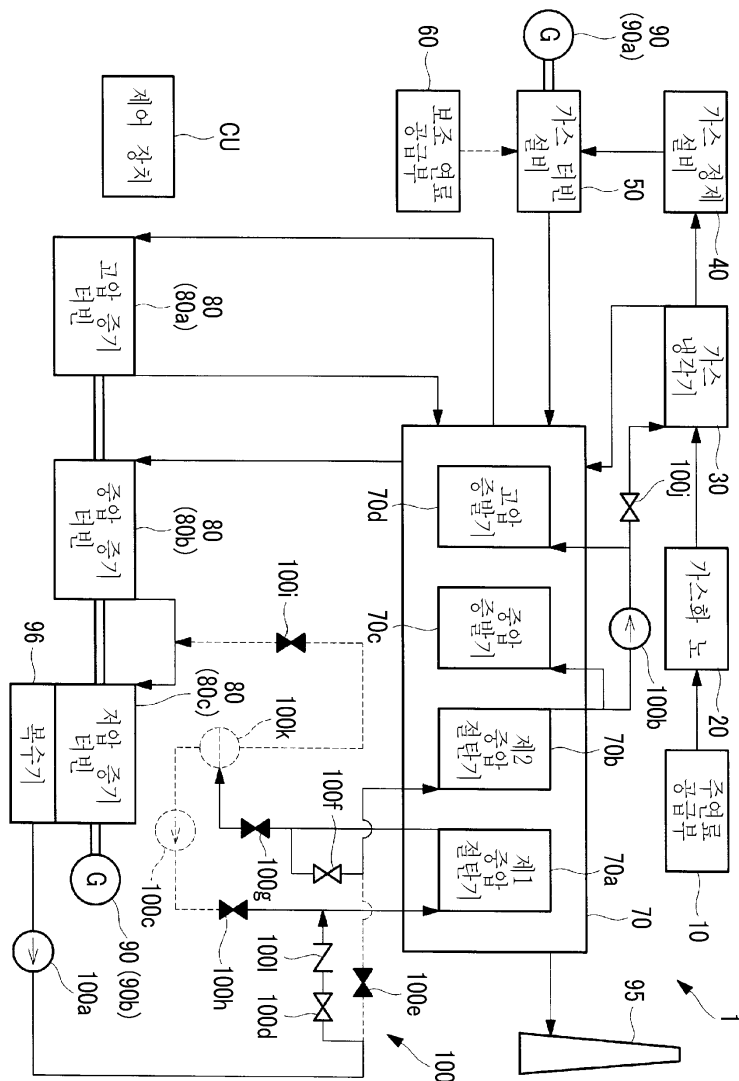 가스 정제
설비
40
가스
냉각기
30
가스화 노
20
주연료
공급부
10
1
95
G
90
(90a)
가스 터빈
설비
50
60
보조 연료
공급부
100j
100b
고압
증발기
70d
중압
증발기
70c
제2
중압
절탄기
70b
제1
중압
절탄기
70a
70
100
100e
100i
100k
100f
100g
100c
100h
100l
100d
CU
제어 장치
고압 증기
터빈
80
(80a)
중압 증기
터빈
80
(80b)
저압 증기
터빈
80
(80c)
96
복수기
G
90 (90b)
100a